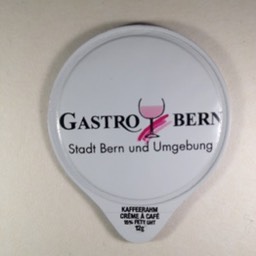 GASTRO BERN
Stadt Bern und Umgebung
KAFFEERAHM
CRÈME À CAFÉ
15% FETT UHT
12g